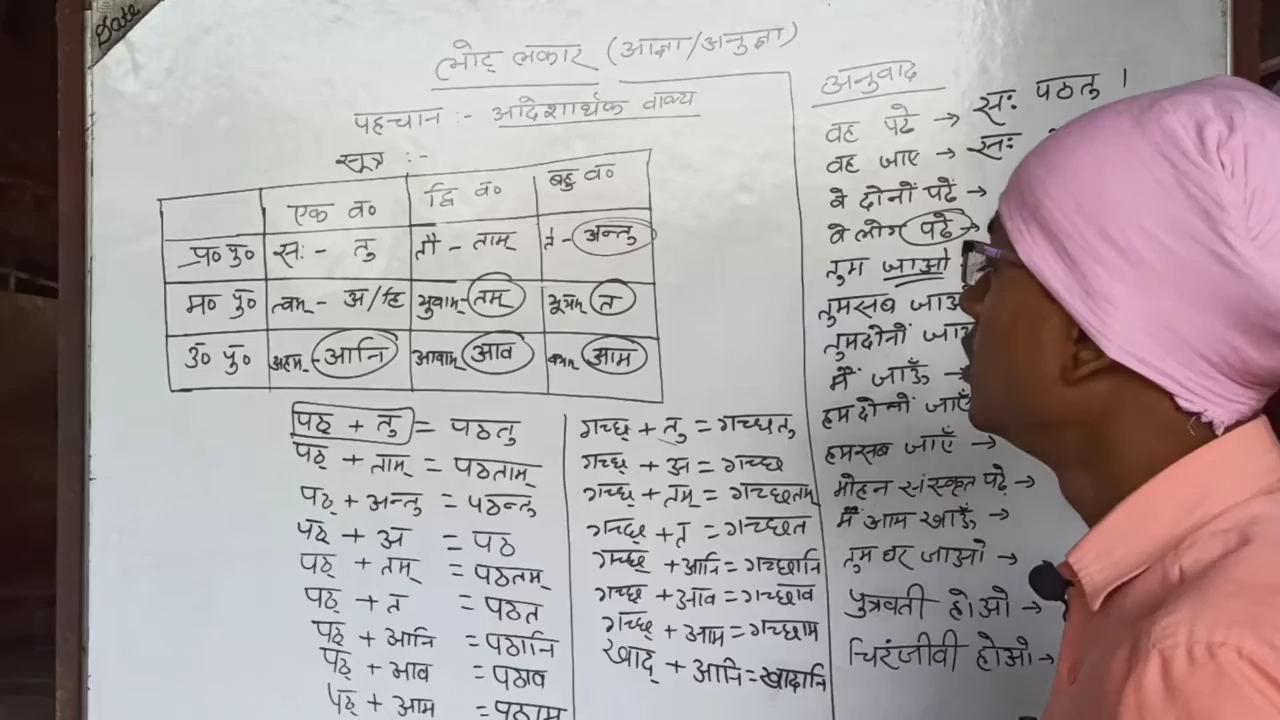 Date
लोट् लकार (आज्ञा/अनुज्ञा)
पहचान :- आदेशार्थक वाक्य
सूत्र :-
एक व० द्वि व० बहु व०
प्र० पु० सः - तु तौ - ताम् ते - अन्तु
म० पु० त्वम् - अ/हि युवाम् - तम् यूयम् त
उ० पु० अहम् - आनि आवाम् आव वयम् आम
पठ् + तु = पठतु
पठ् + ताम् = पठताम्
पठ् + अन्तु = पठन्तु
पठ् + अ = पठ
पठ् + तम् = पठतम्
पठ् + त = पठत
पठ् + आनि = पठानि
पठ् + आव = पठाव
पठ् + आम = पठाम
गच्छ् + तु = गच्छतु
गच्छ् + अ = गच्छ
गच्छ् + तम् = गच्छतम्
गच्छ् + त = गच्छत
गच्छ् + आनि = गच्छानि
गच्छ् + आव = गच्छाव
गच्छ् + आम = गच्छाम
खाद् + आनि = खादानि
अनुवाद
वह पढे → सः पठतु ।
वह जाए → सः
वे दोनों पढें →
वे लोग पढें →
तुम जाओ
तुमसब जाओ
तुमदोनों
मैं जाऊँ →
हमदोनों जाएँ
हमसब जाएँ →
मोहन संस्कृत पढे →
मैं आम खाऊँ →
तुम घर जाओ →
पुत्रवती होओ →
चिरंजीवी होओ →